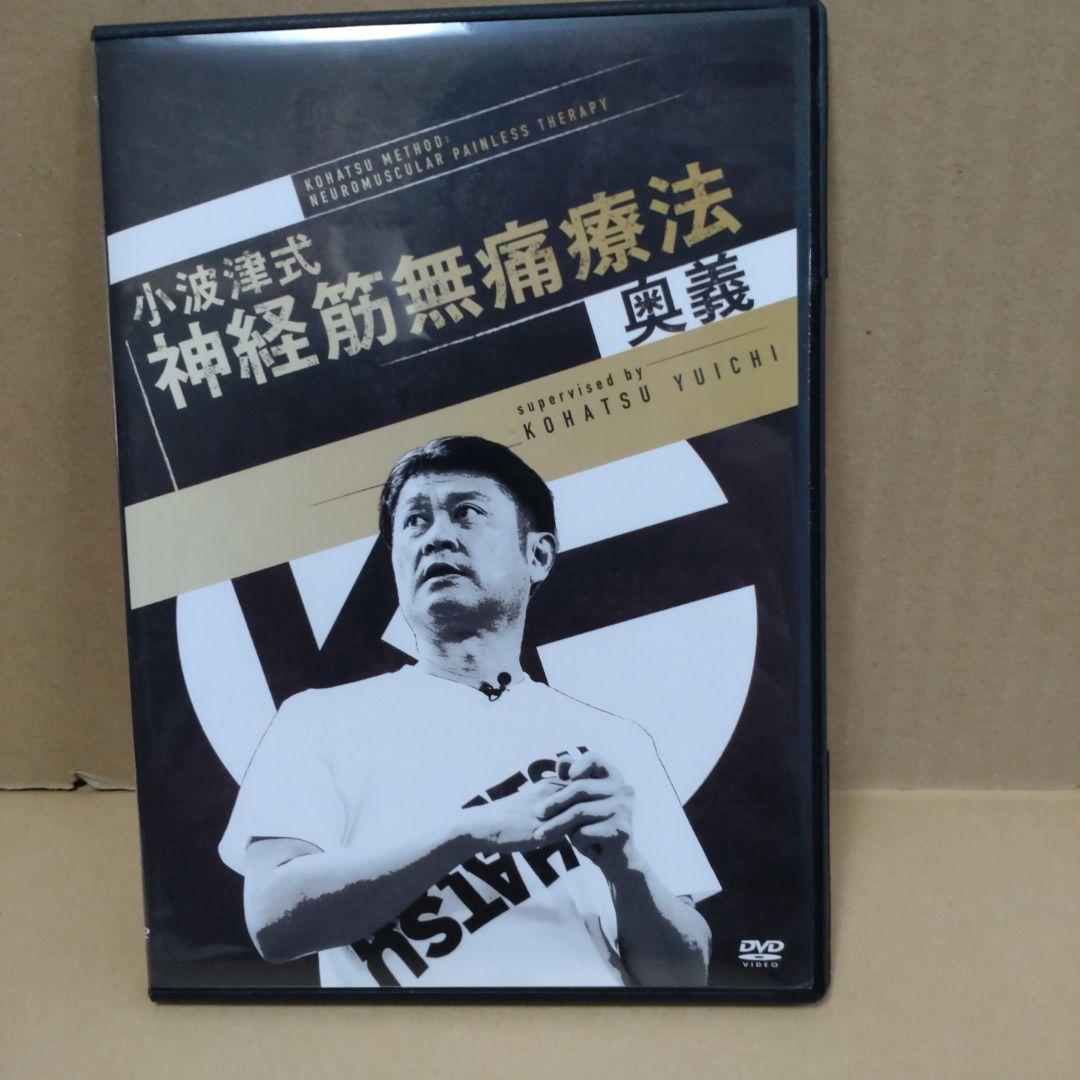 KOHATSU METHOD:
NEUROMUSCULAR PAINLESS THERAPY
小波津式
神経筋無痛療法
奥義
supervised by
KOHATSU YUICHI
HATSU
DVD
VIDEO